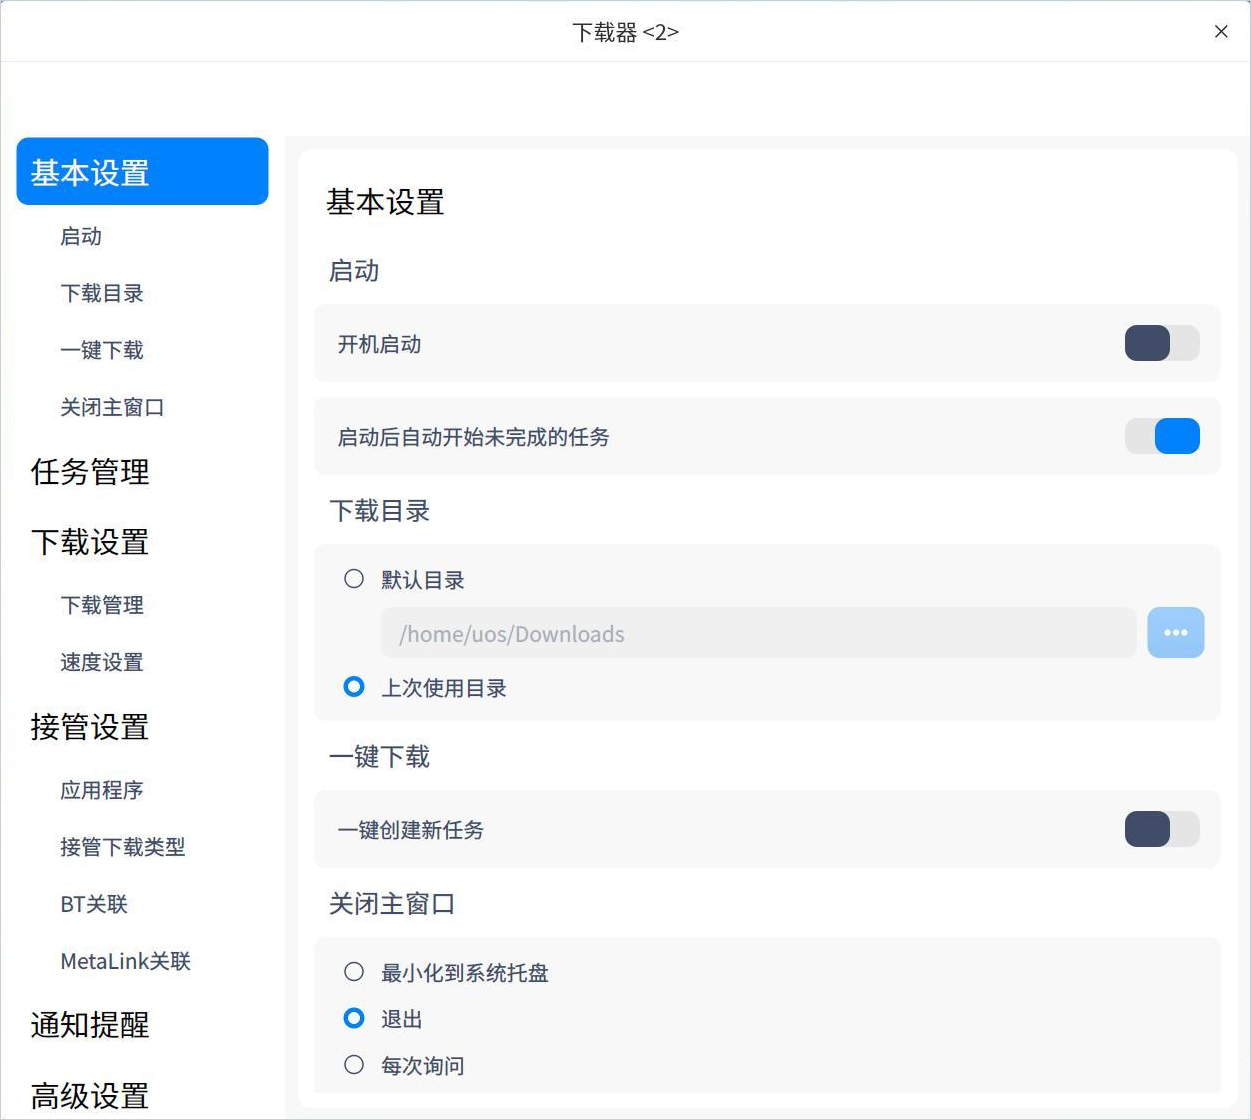 下载器 <2>
基本设置
启动
下载目录
一键下载
关闭主窗口
任务管理
下载设置
下载管理
速度设置
接管设置
应用程序
接管下载类型
BT关联
MetaLink关联
通知提醒
高级设置
基本设置
启动
开机启动
启动后自动开始未完成的任务
下载目录
默认目录
/home/uos/Downloads
上次使用目录
一键下载
一键创建新任务
关闭主窗口
最小化到系统托盘
退出
每次询问